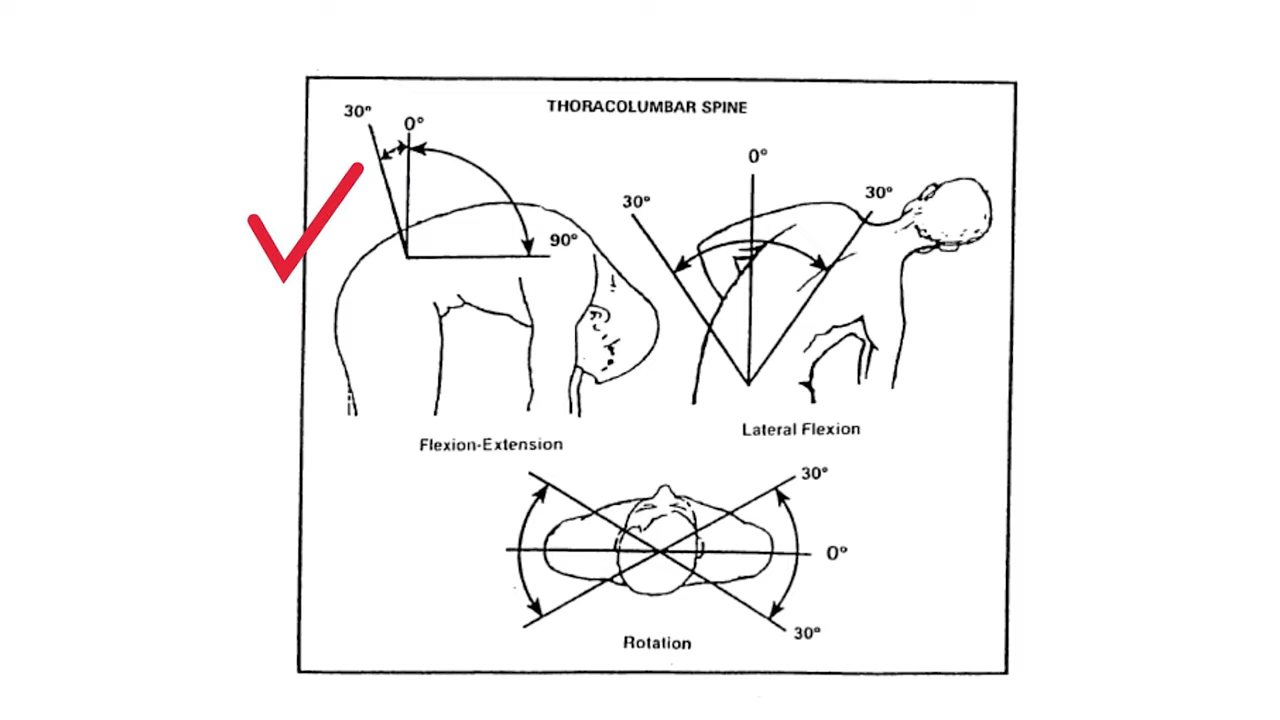 THORACOLUMBAR SPINE
30°
0°
90°
Flexion-Extension
30°
0°
30°
Lateral Flexion
30°
0°
30°
Rotation